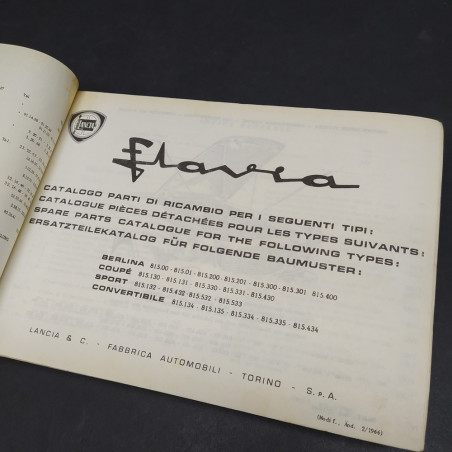 LANCIA
flavia
CATALOGO PARTI DI RICAMBIO PER I SEGUENTI TIPI:
CATALOGUE PIÈCES DÉTACHÉES POUR LES TYPES SUIVANTS:
SPARE PARTS CATALOGUE FOR THE FOLLOWING TYPES:
ERSATZTEILEKATALOG FÜR FOLGENDE BAUMUSTER:
BERLINA 815.00 - 815.01 - 815.200 - 815.201 - 815.300 - 815.301 815.400
COUPÉ 815.130 - 815.131 - 815.330 - 815.331 - 815.430
SPORT 815.132 - 815.432 - 815.532 - 815.533
CONVERTIBILE 815.134 - 815.135 - 815.334 - 815.335 - 815.434
LANCIA & C. - FABBRICA AUTOMOBILI - TORINO - S.p.A.